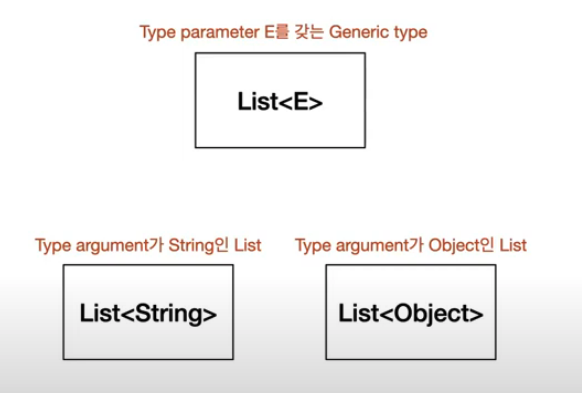 Type parameter E를 갖는 Generic type
List<E>
Type argument가 String인 List
Type argument가 Object인 List
List<String>
List<Object>